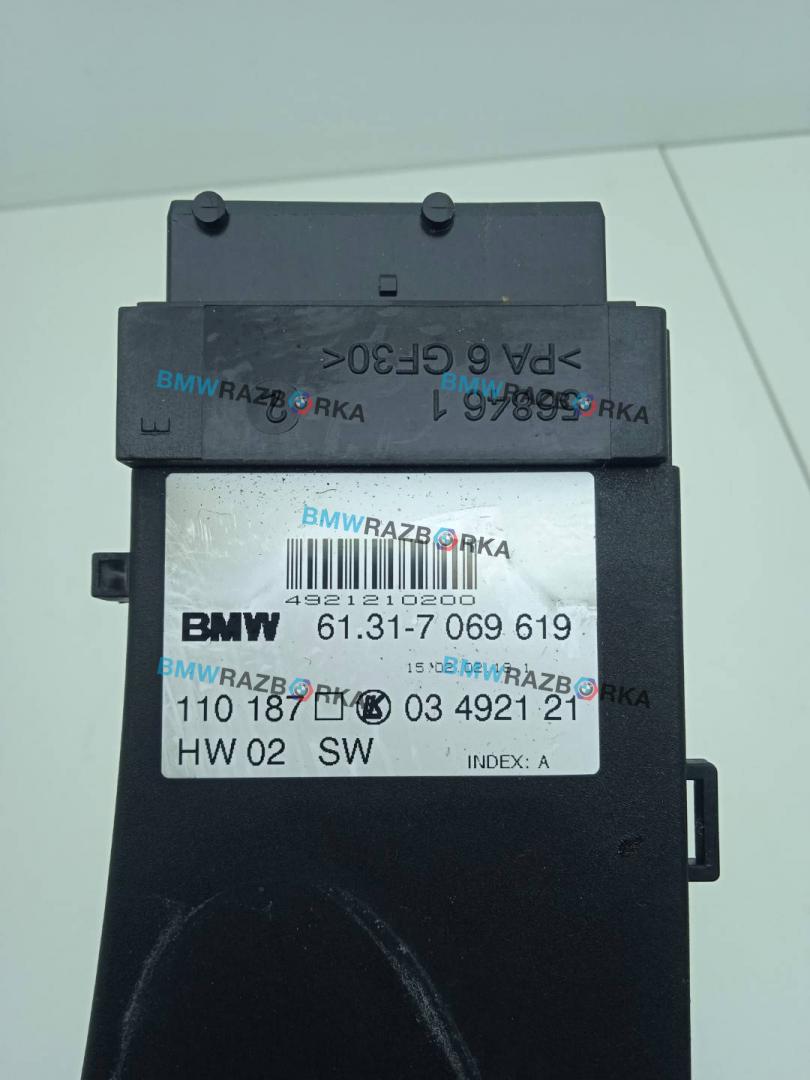 >PA 6 GF30<
56846 1
2
E
BMWRAZBORKA
BMWRAZBORKA
BMWRAZBORKA
4921210200
BMW 61.31-7 069 619
BMWRAZBORKA
BMWRAZBORKA
110 187 03 4921 21
HW 02 SW
INDEX: A